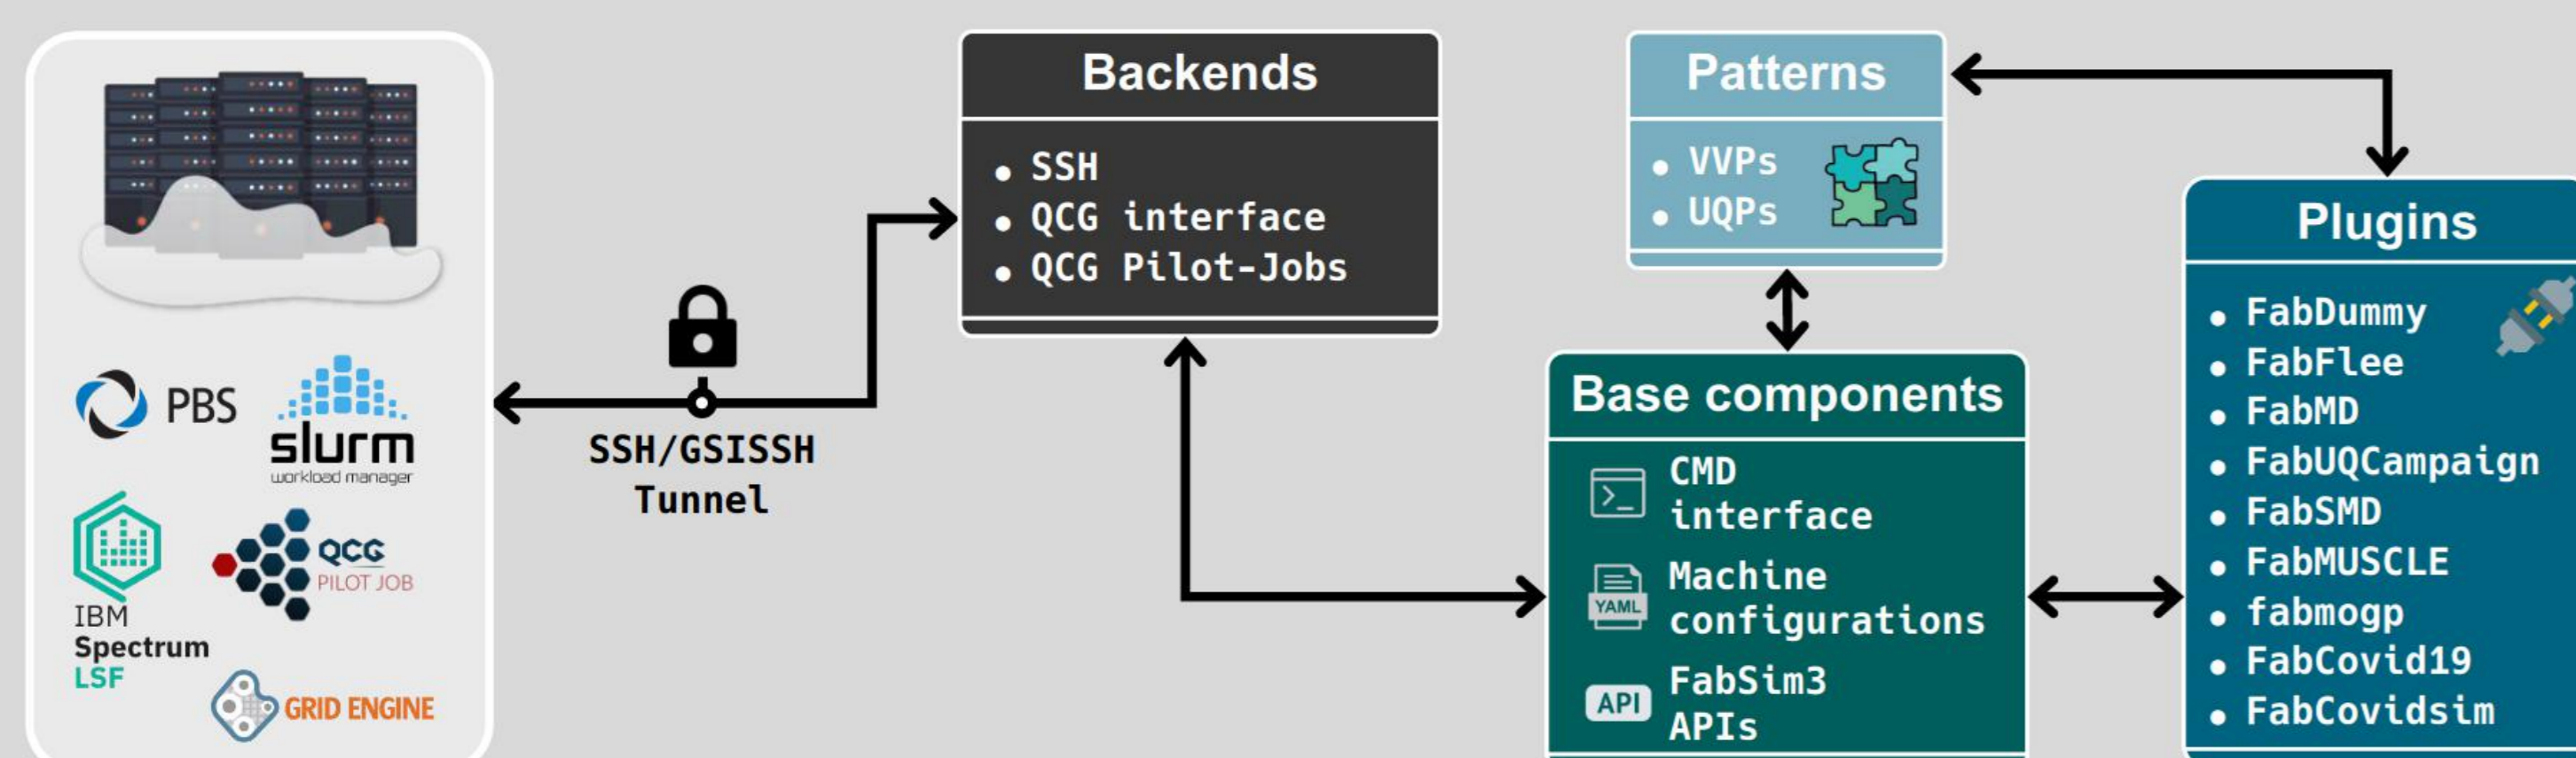 PBS
slurm
workload manager
IBM
Spectrum
LSF
QCG
PILOT JOB
GRID ENGINE
SSH/GSISSH
Tunnel
Backends
• SSH
• QCG interface
• QCG Pilot-Jobs
Patterns
• VVPs
• UQPs
Base components
CMD
interface
YAML
Machine
configurations
API
FabSim3
APIs
Plugins
• FabDummy
• FabFlee
• FabMD
• FabUQCampaign
• FabSMD
• FabMUSCLE
• fabmogp
• FabCovid19
• FabCovidsim